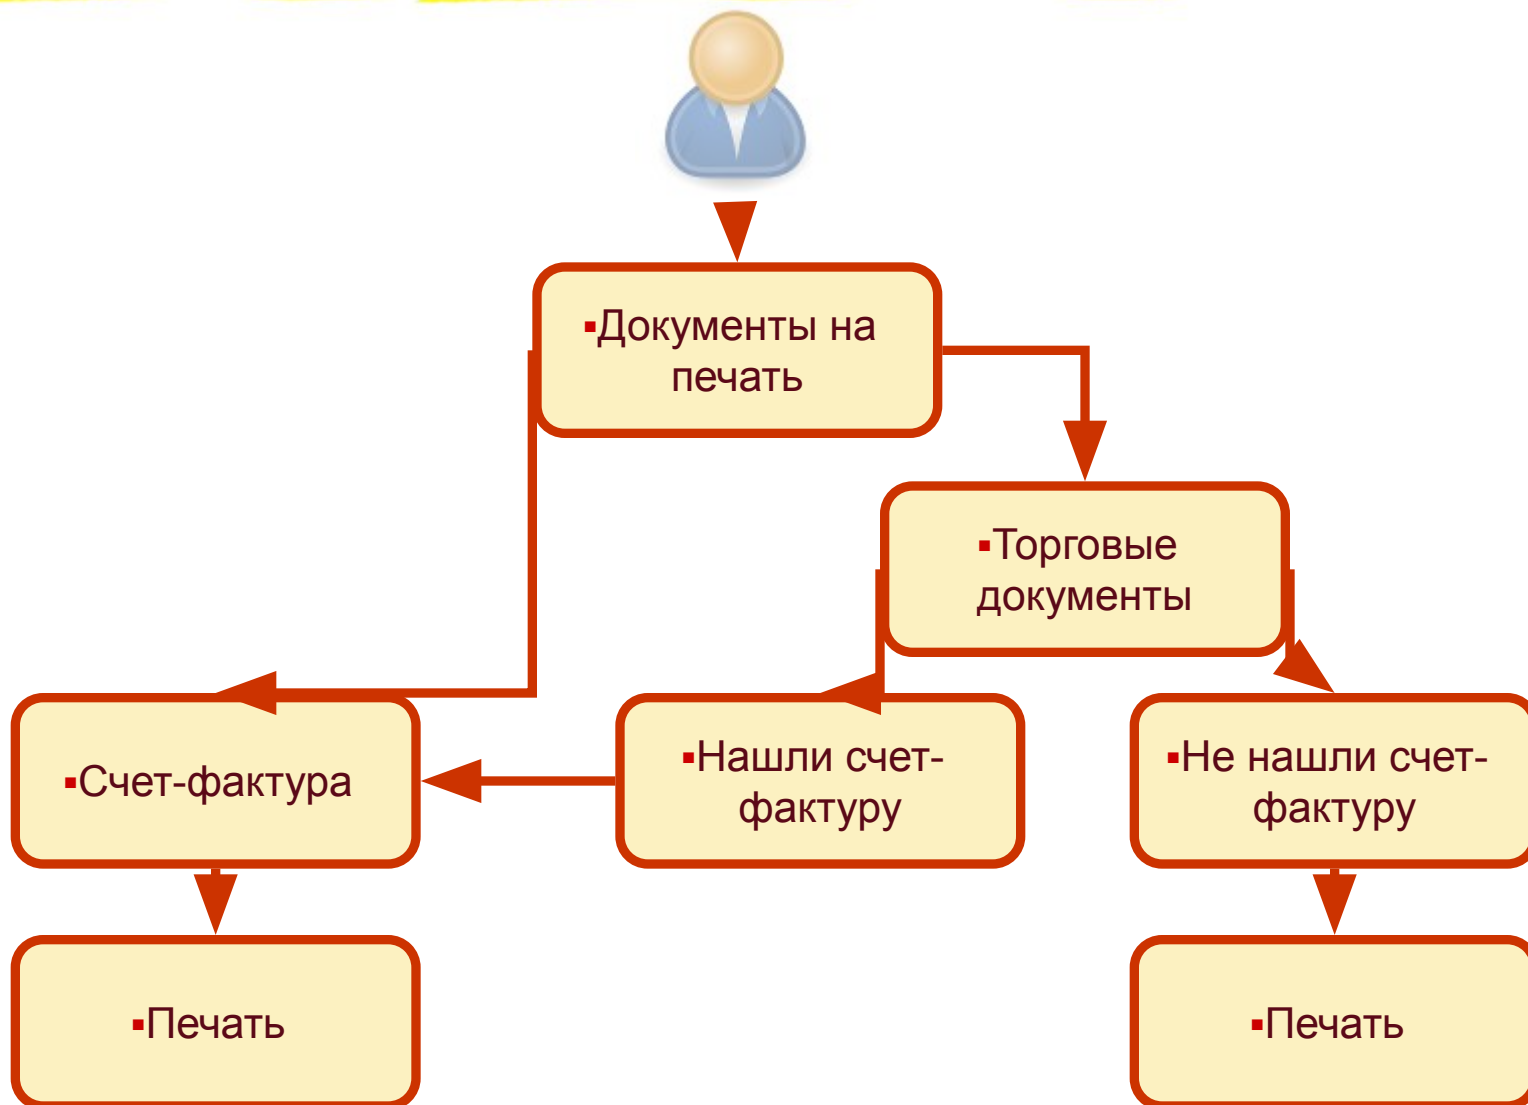 ▪Документы на
печать
▪Торговые
документы
▪Счет-фактура
▪Нашли счет-
фактуру
▪Не нашли счет-
фактуру
▪Печать
▪Печать